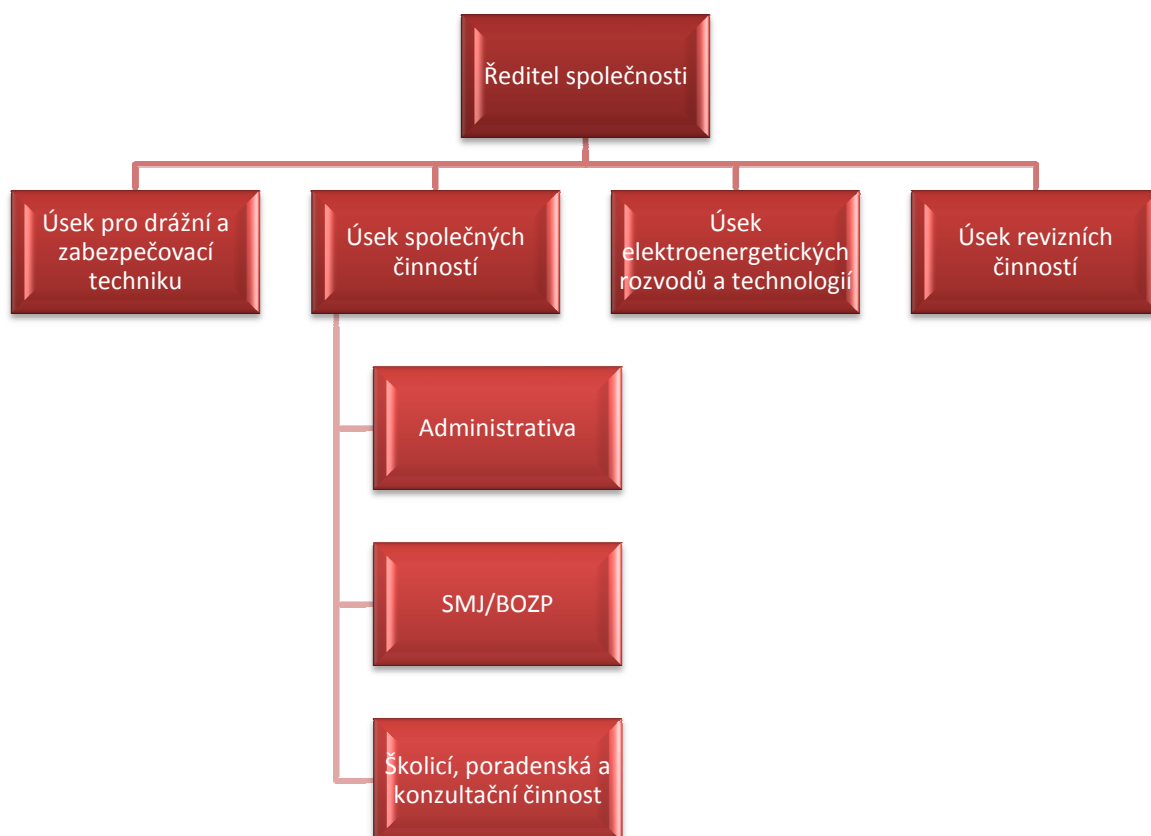 Ředitel společnosti
Úsek pro drážní a
zabezpečovací
techniku
Úsek společných
činností
Úsek
elektroenergetických
rozvodů a technologií
Úsek revizních
činností
Administrativa
SMJ/BOZP
Školicí, poradenská a
konzultační činnost